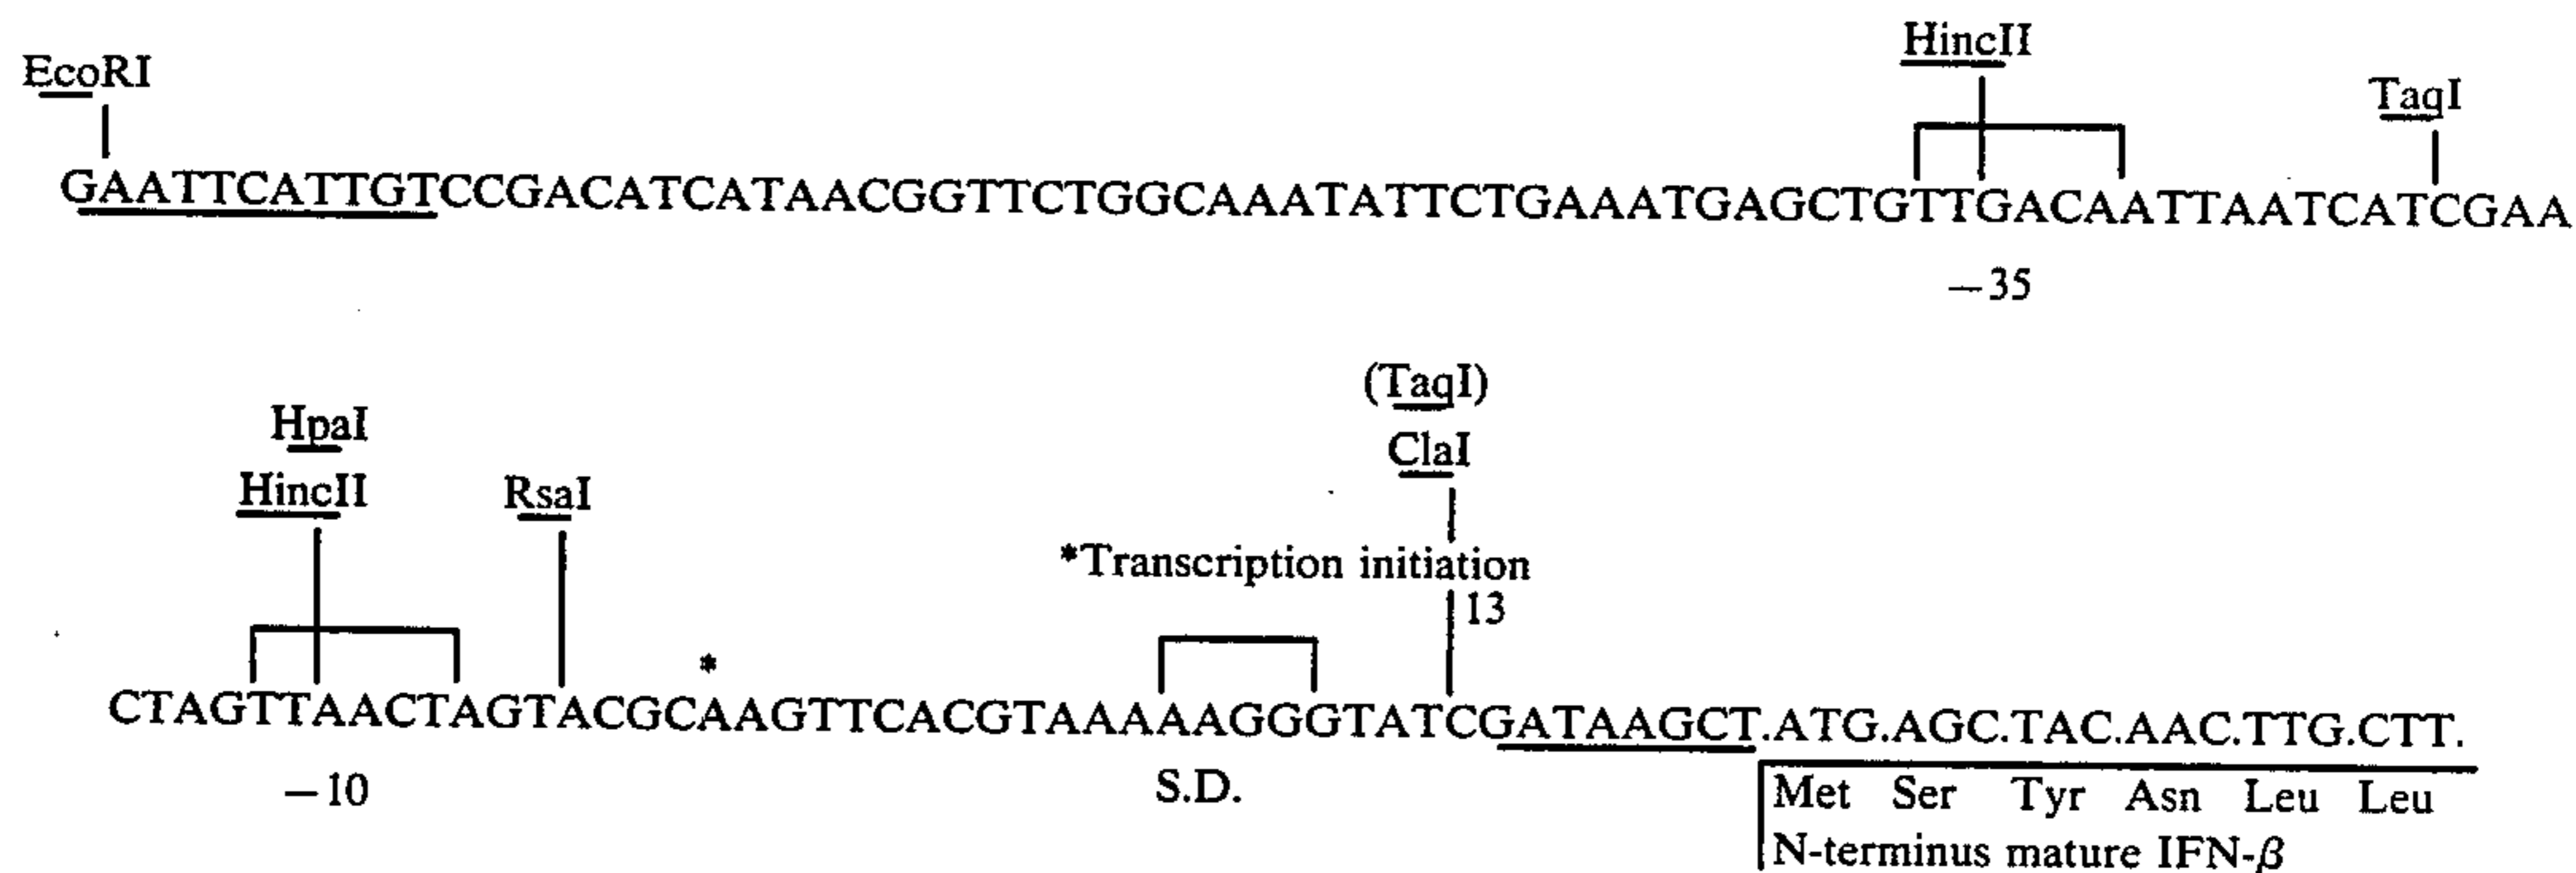 HincII
EcoRI
TaqI
GAATTCATTGTCCGACATCATAACGGTTCTGGCAAATATTCTGAAATGAGCTGTTGACAATTAATCATCGAA
—35
(TaqI)
HpaI
ClaI
HincII
RsaI
*Transcription initiation
13
*
CTAGTTAACTAGTACGCAAGTTCACGTAAAAAGGGTATCGATAAGCT.ATG.AGC.TAC.AAC.TTG.CTT.
—10
S.D.
Met Ser Tyr Asn Leu Leu
N-terminus mature IFN-β